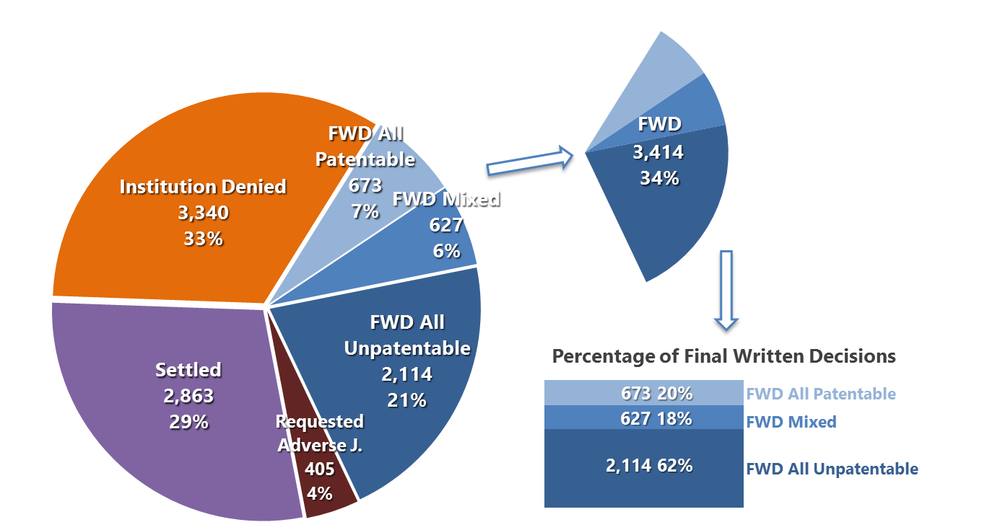 Institution Denied
3,340
33%
FWD All
Patentable
673
7%
FWD Mixed
627
6%
FWD All
Unpatentable
2,114
21%
Requested
Adverse J.
405
4%
Settled
2,863
29%
FWD
3,414
34%
Percentage of Final Written Decisions
673 20% FWD All Patentable
627 18% FWD Mixed
2,114 62% FWD All Unpatentable